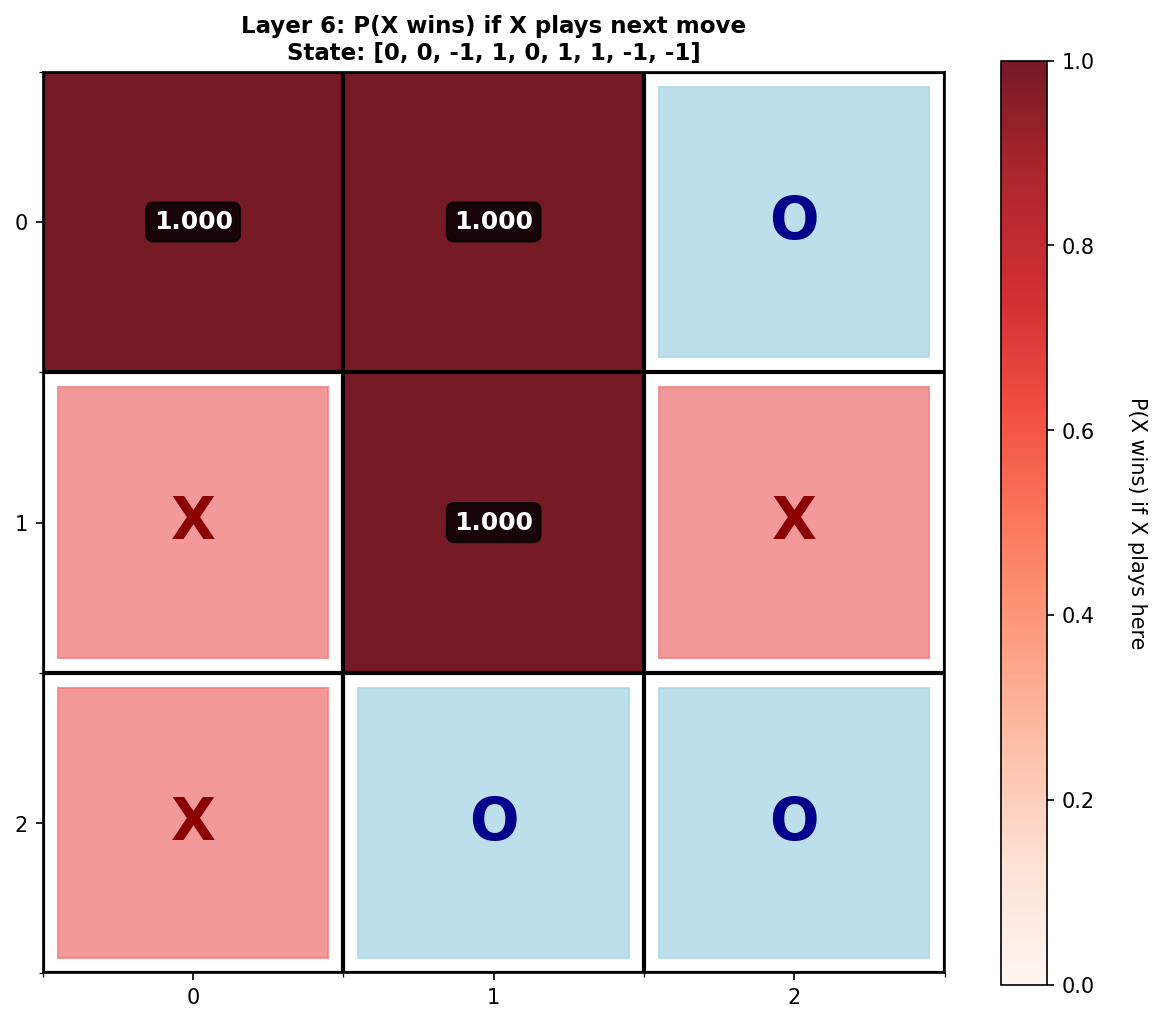 Layer 6: P(X wins) if X plays next move
State: [0, 0, -1, 1, 0, 1, 1, -1, -1]
0
1.000
1.000
O
1
X
1.000
X
2
X
O
O
0
1
2
1.0
0.8
0.6
0.4
0.2
0.0
P(X wins) if X plays here